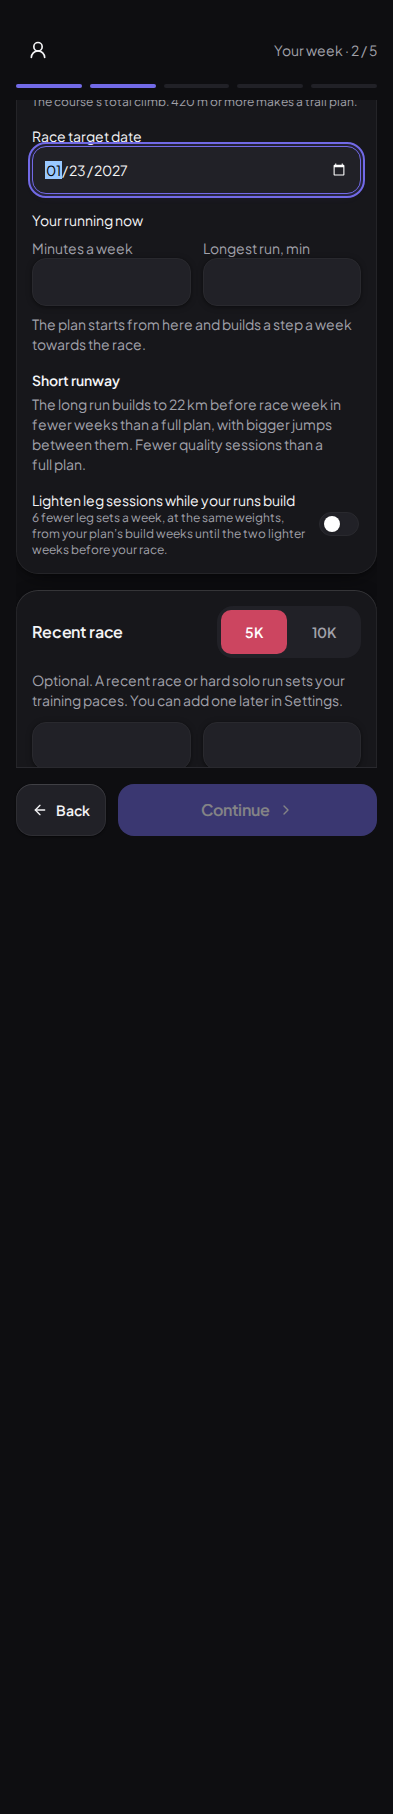 Your week · 2 / 5
The course's total climb. 420 m or more makes a trail plan.
Race target date
01/23/2027
Your running now
Minutes a week
Longest run, min
The plan starts from here and builds a step a week
towards the race.
Short runway
The long run builds to 22 km before race week in
fewer weeks than a full plan, with bigger jumps
between them. Fewer quality sessions than a
full plan.
Lighten leg sessions while your runs build
6 fewer leg sets a week, at the same weights,
from your plan's build weeks until the two lighter
weeks before your race.
Recent race
5K
10K
Optional. A recent race or hard solo run sets your
training paces. You can add one later in Settings.
Back
Continue